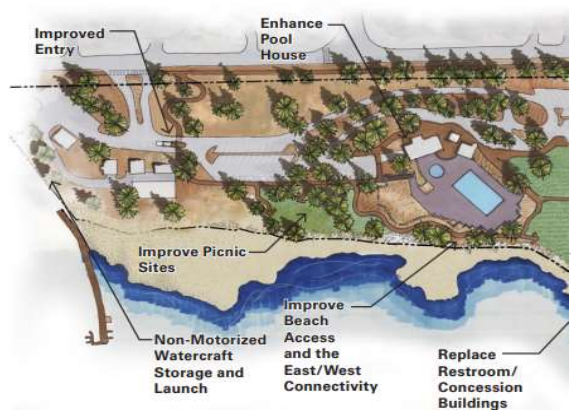 Improved
Entry
Enhance
Pool
House
Improve Picnic
Sites
Non-Motorized
Watercraft
Storage and
Launch
Improve
Beach
Access
and the
East/West
Connectivity
Replace
Restroom/
Concession
Buildings